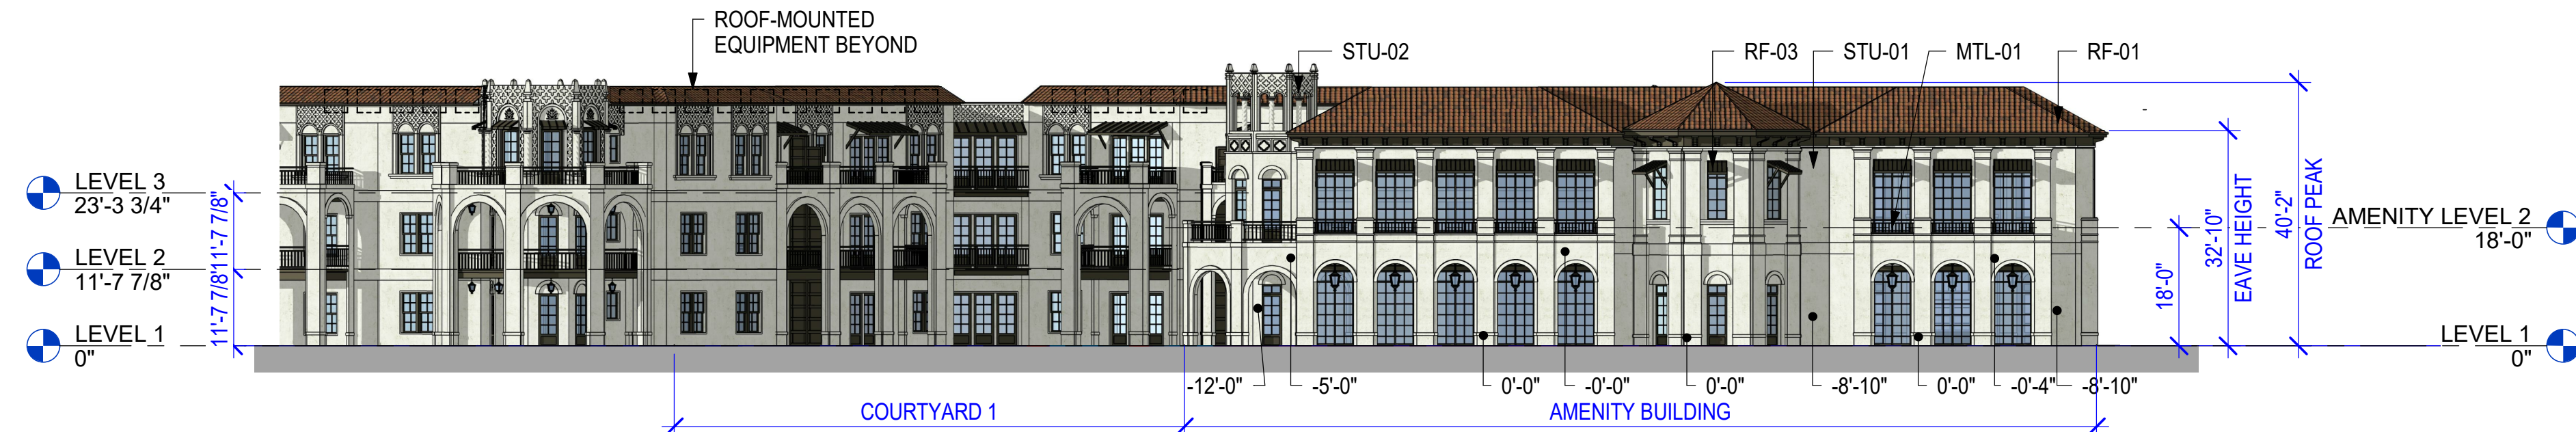 ROOF-MOUNTED
EQUIPMENT BEYOND
STU-02
RF-03
STU-01
MTL-01
RF-01
LEVEL 3
23'-3 3/4"
LEVEL 2
11'-7 7/8"
LEVEL 1
0"
11'-7 7/8"
11'-7 7/8"
AMENITY LEVEL 2
18'-0"
LEVEL 1
0"
18'-0"
32'-10"
EAVE HEIGHT
40'-2"
ROOF PEAK
-12'-0"
-5'-0"
0'-0"
-0'-0"
0'-0"
-8'-10"
0'-0"
-0'-4"
-8'-10"
COURTYARD 1
AMENITY BUILDING